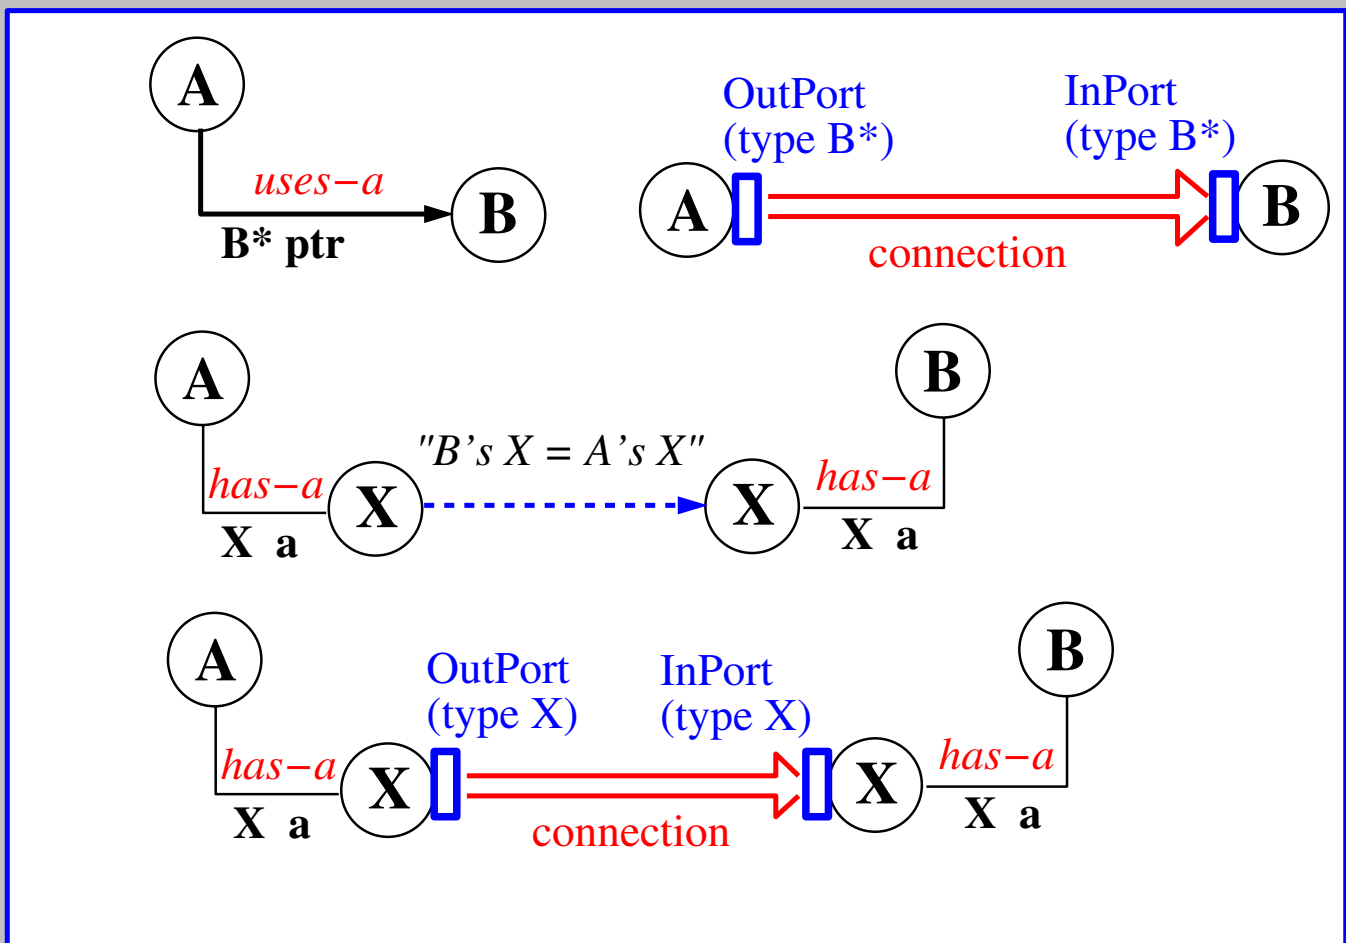 A
uses−a
B* ptr
B
OutPort
(type B*)
InPort
(type B*)
A
B
connection
A
has−a
X a
X
"B's X = A's X"
X
B
has−a
X a
A
has−a
X a
X
OutPort
(type X)
InPort
(type X)
connection
X
B
has−a
X a